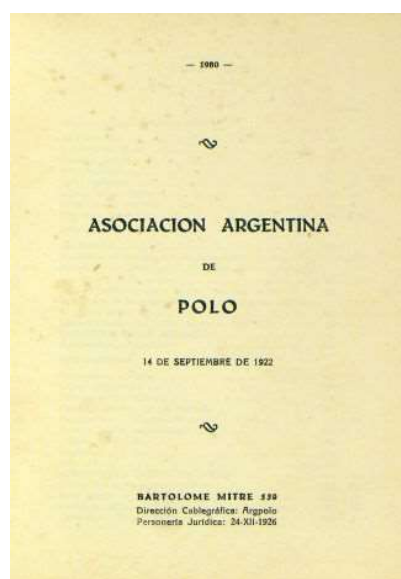 — 1980 —
ASOCIACION ARGENTINA
DE
POLO
14 DE SEPTIEMBRE DE 1922
BARTOLOME MITRE 530
Dirección Cablegráfica: Argpolo
Personería Jurídica: 24-XII-1926